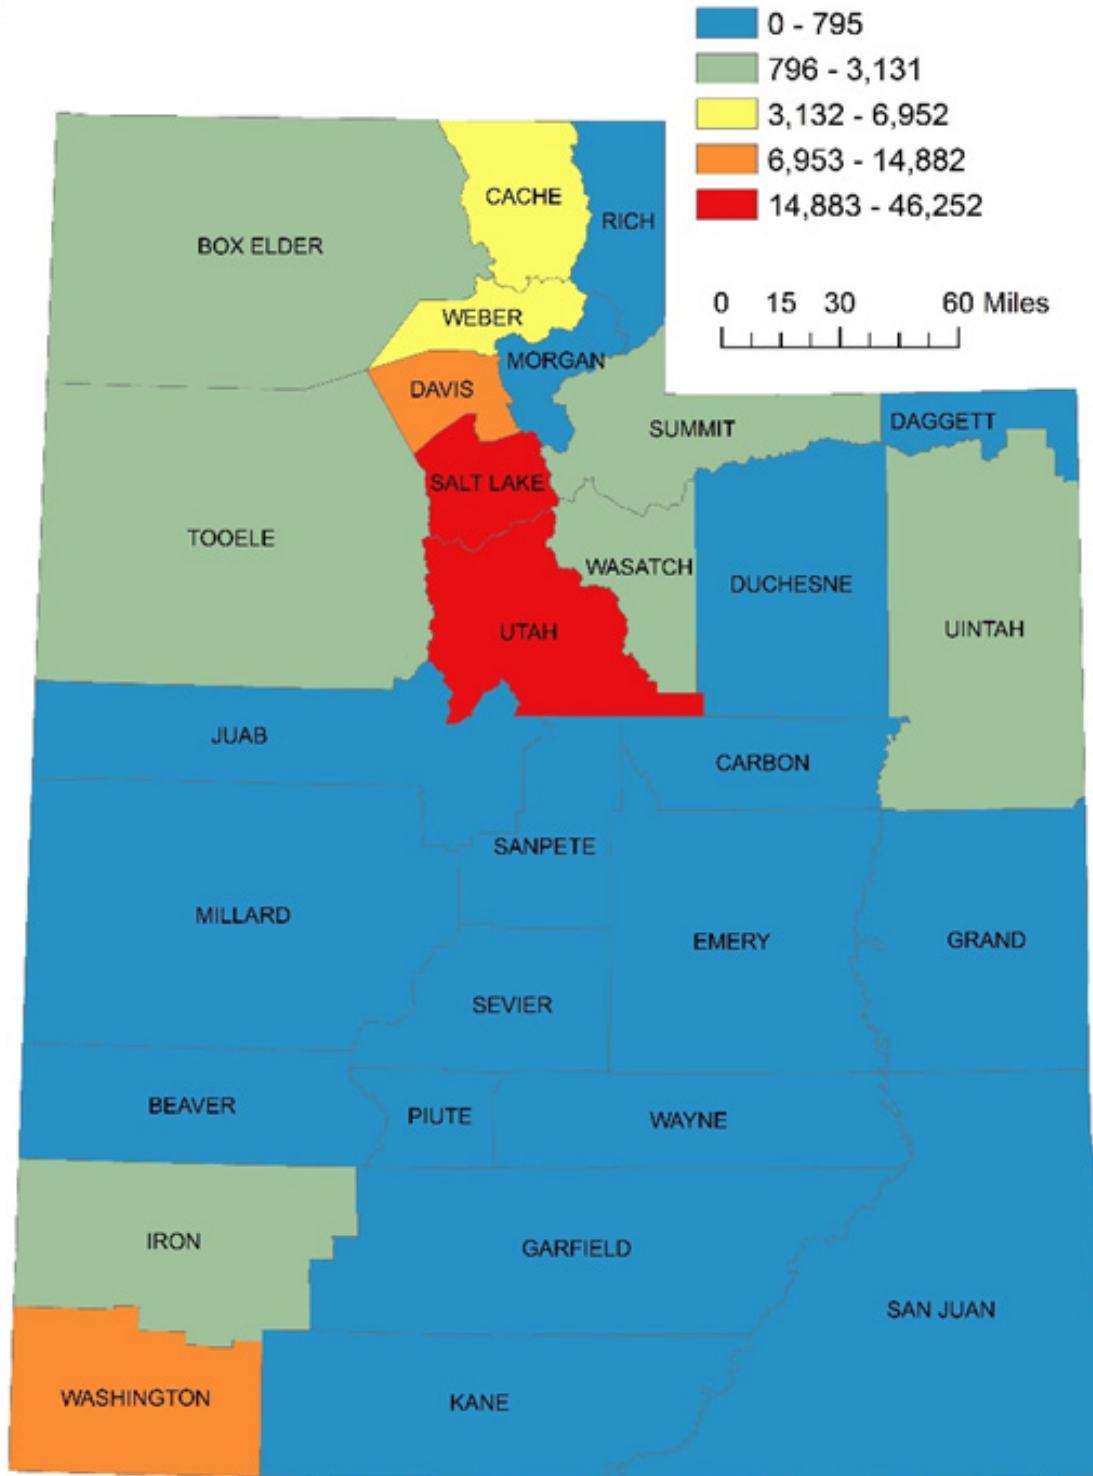 0 - 795
796 - 3,131
3,132 - 6,952
6,953 - 14,882
14,883 - 46,252
0 15 30 60 Miles
CACHE
RICH
BOX ELDER
WEBER
MORGAN
DAVIS
SUMMIT
DAGGETT
SALT LAKE
TOOELE
WASATCH
DUCHESNE
UTAH
UINTAH
JUAB
CARBON
SANPETE
MILLARD
EMERY
GRAND
SEVIER
BEAVER
PIUTE
WAYNE
IRON
GARFIELD
SAN JUAN
WASHINGTON
KANE